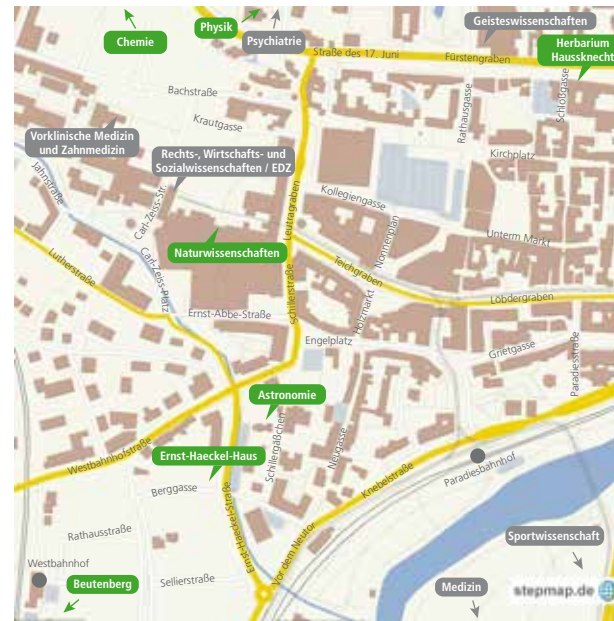 Geisteswissenschaften
Physik
Chemie
Psychiatrie
Straße des 17. Juni
Fürstengraben
Herbarium
Haussknecht
Bachstraße
Schloßgasse
Krautgasse
Rathausgasse
Vorklinische Medizin
und Zahnmedizin
Rechts-, Wirtschafts- und
Sozialwissenschaften / EDZ
Kirchplatz
Jahnstraße
Kollegiengasse
Carl-Zeiss-Str.
Leutragraben
Nonnenplan
Unterm Markt
Naturwissenschaften
Lutherstraße
Carl-Zeiss-Platz
Teichgraben
Löbdergraben
Schillerstraße
Holzmarkt
Ernst-Abbe-Straße
Engelplatz
Grietgasse
Paradiesstraße
Astronomie
Schillergäßchen
Neugasse
Westbahnhofstraße
Ernst-Haeckel-Haus
Knebelstraße
Paradiesbahnhof
Berggasse
Ernst-Haeckel-Straße
Rathausstraße
Vor dem Neutor
Sportwissenschaft
Westbahnhof
Sellierstraße
Beutenberg
Medizin
stepmap.de